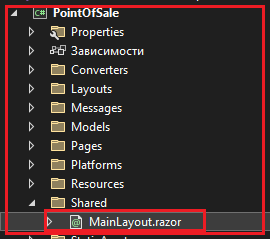 PointOfSale
Properties
Зависимости
Converters
Layouts
Messages
Models
Pages
Platforms
Resources
Shared
MainLayout.razor